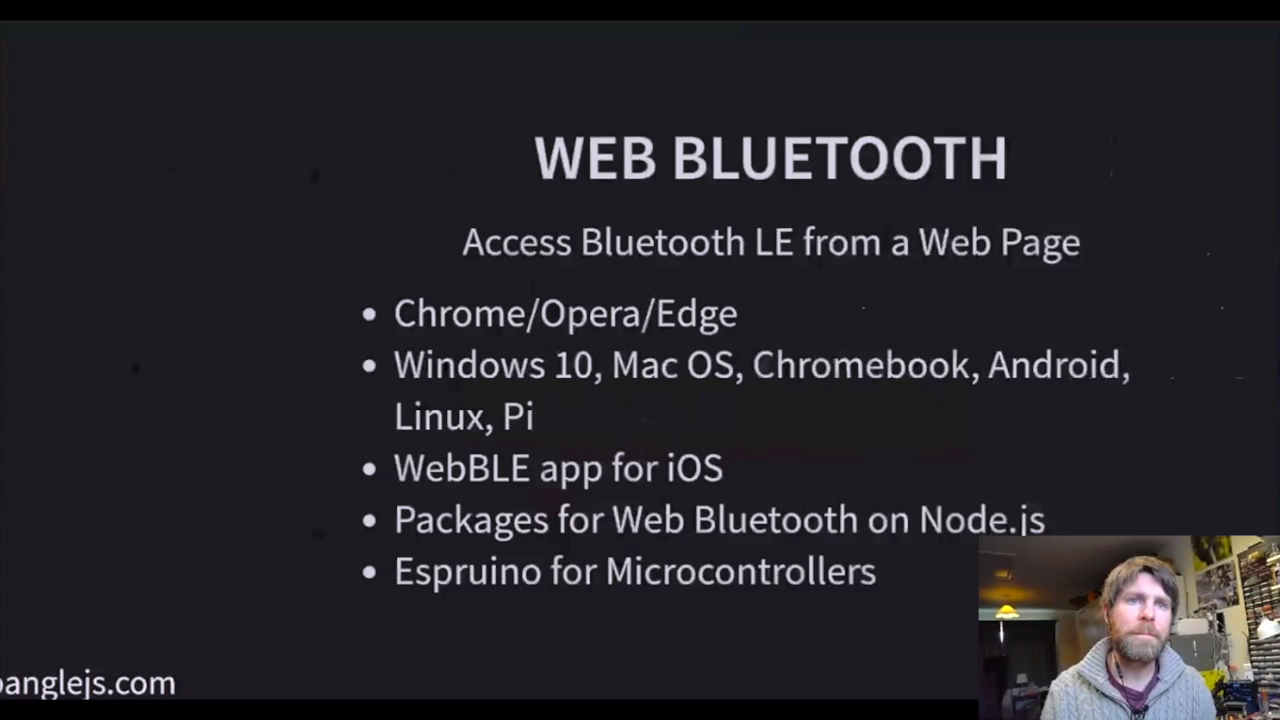 WEB BLUETOOTH
Access Bluetooth LE from a Web Page
• Chrome/Opera/Edge
• Windows 10, Mac OS, Chromebook, Android,
Linux, Pi
• WebBLE app for iOS
• Packages for Web Bluetooth on Node.js
• Espruino for Microcontrollers
banglejs.com